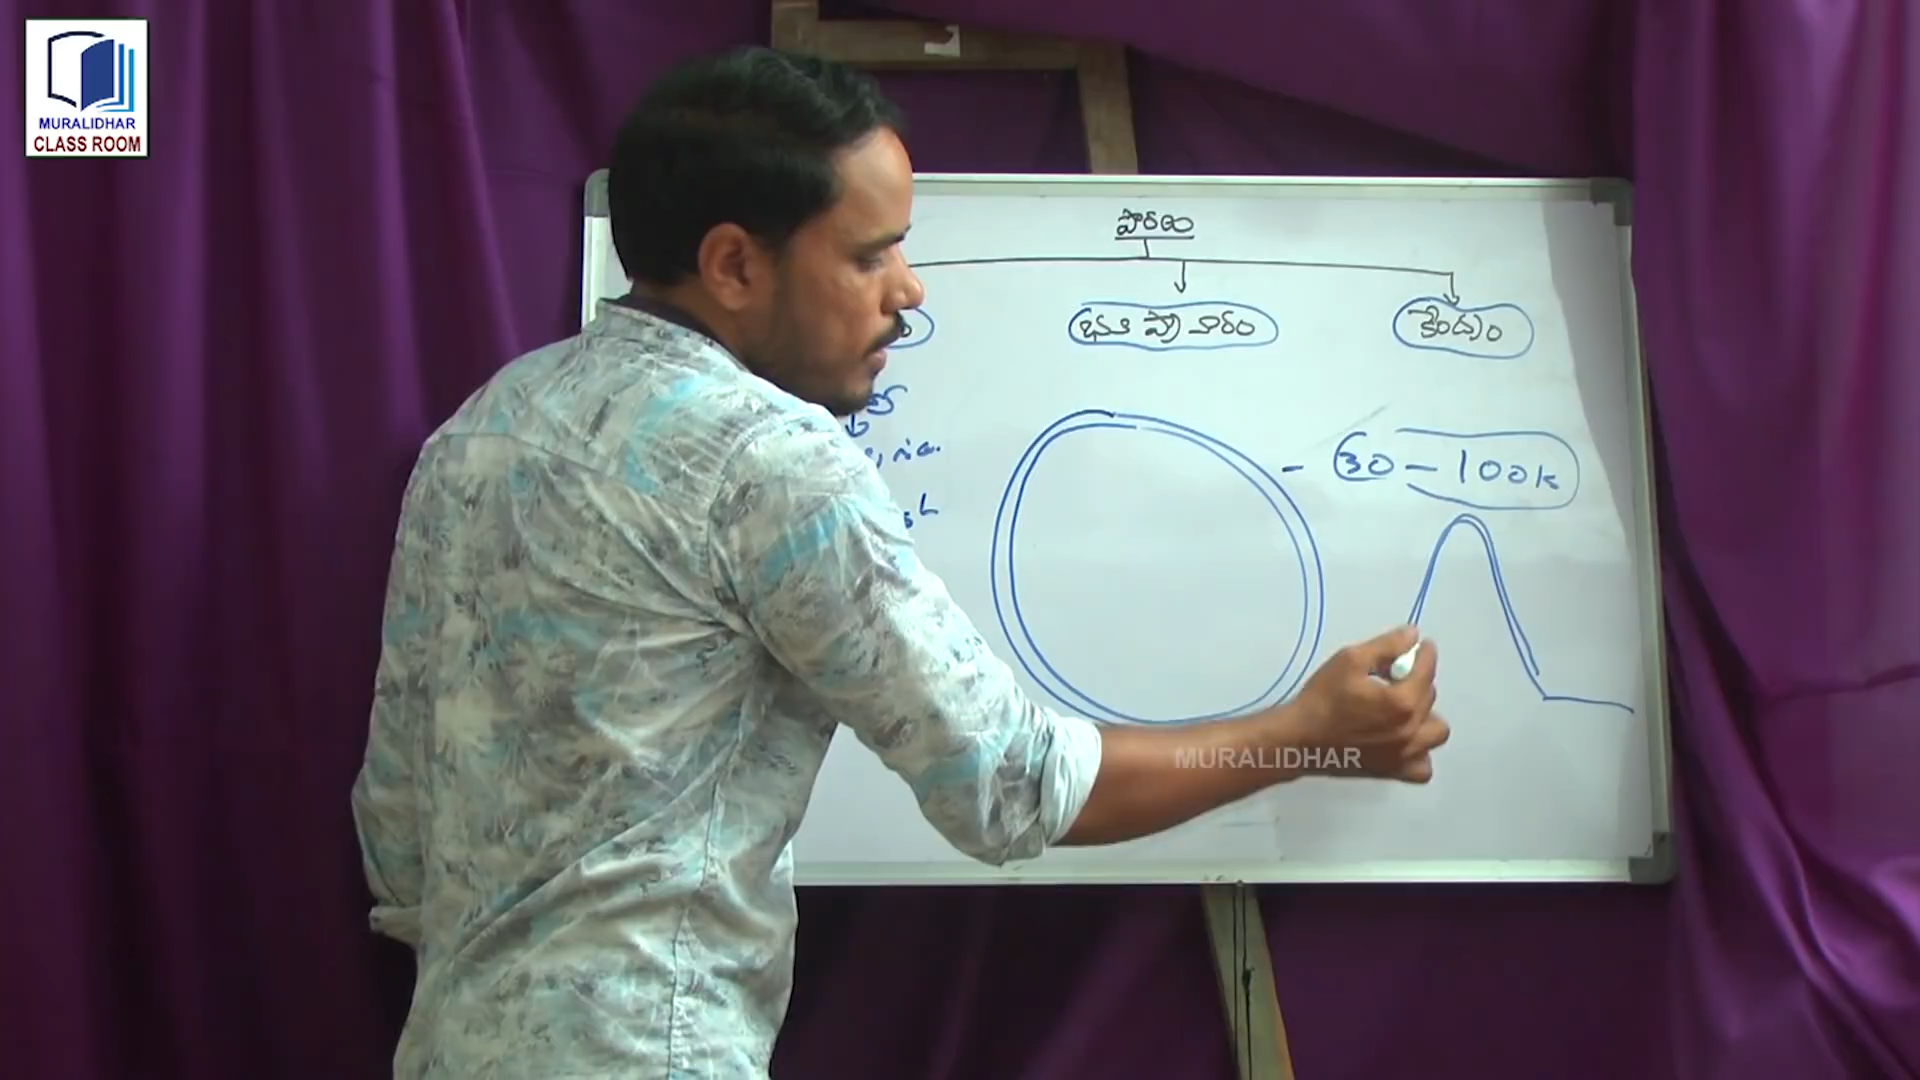 MURALIDHAR
CLASS ROOM
పొరలు
భూ ప్రావారం
కేంద్రం
- 30 - 100k
MURALIDHAR